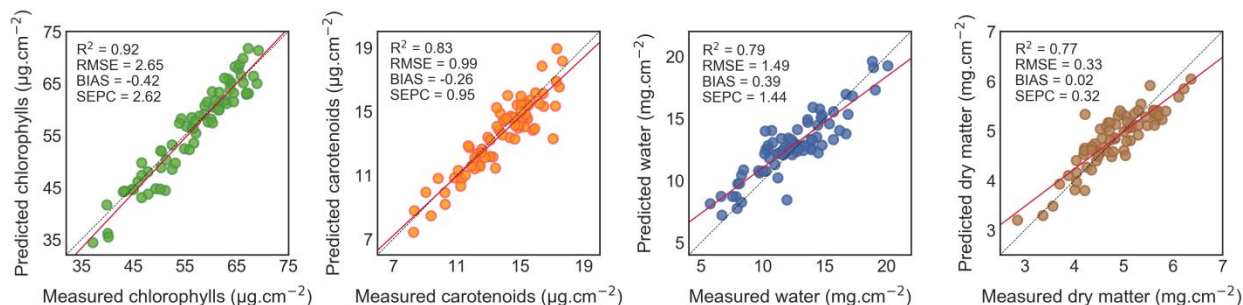 Predicted chlorophylls (µg.cm⁻²)
75
65
55
45
35
R² = 0.92
RMSE = 2.65
BIAS = -0.42
SEPC = 2.62
35 45 55 65 75
Measured chlorophylls (µg.cm⁻²)
Predicted carotenoids (µg.cm⁻²)
19
15
11
7
R² = 0.83
RMSE = 0.99
BIAS = -0.26
SEPC = 0.95
7 11 15 19
Measured carotenoids (µg.cm⁻²)
Predicted water (mg.cm⁻²)
20
15
10
5
R² = 0.79
RMSE = 1.49
BIAS = 0.39
SEPC = 1.44
5 10 15 20
Measured water (mg.cm⁻²)
Predicted dry matter (mg.cm⁻²)
7
6
5
4
3
R² = 0.77
RMSE = 0.33
BIAS = 0.02
SEPC = 0.32
3 4 5 6 7
Measured dry matter (mg.cm⁻²)